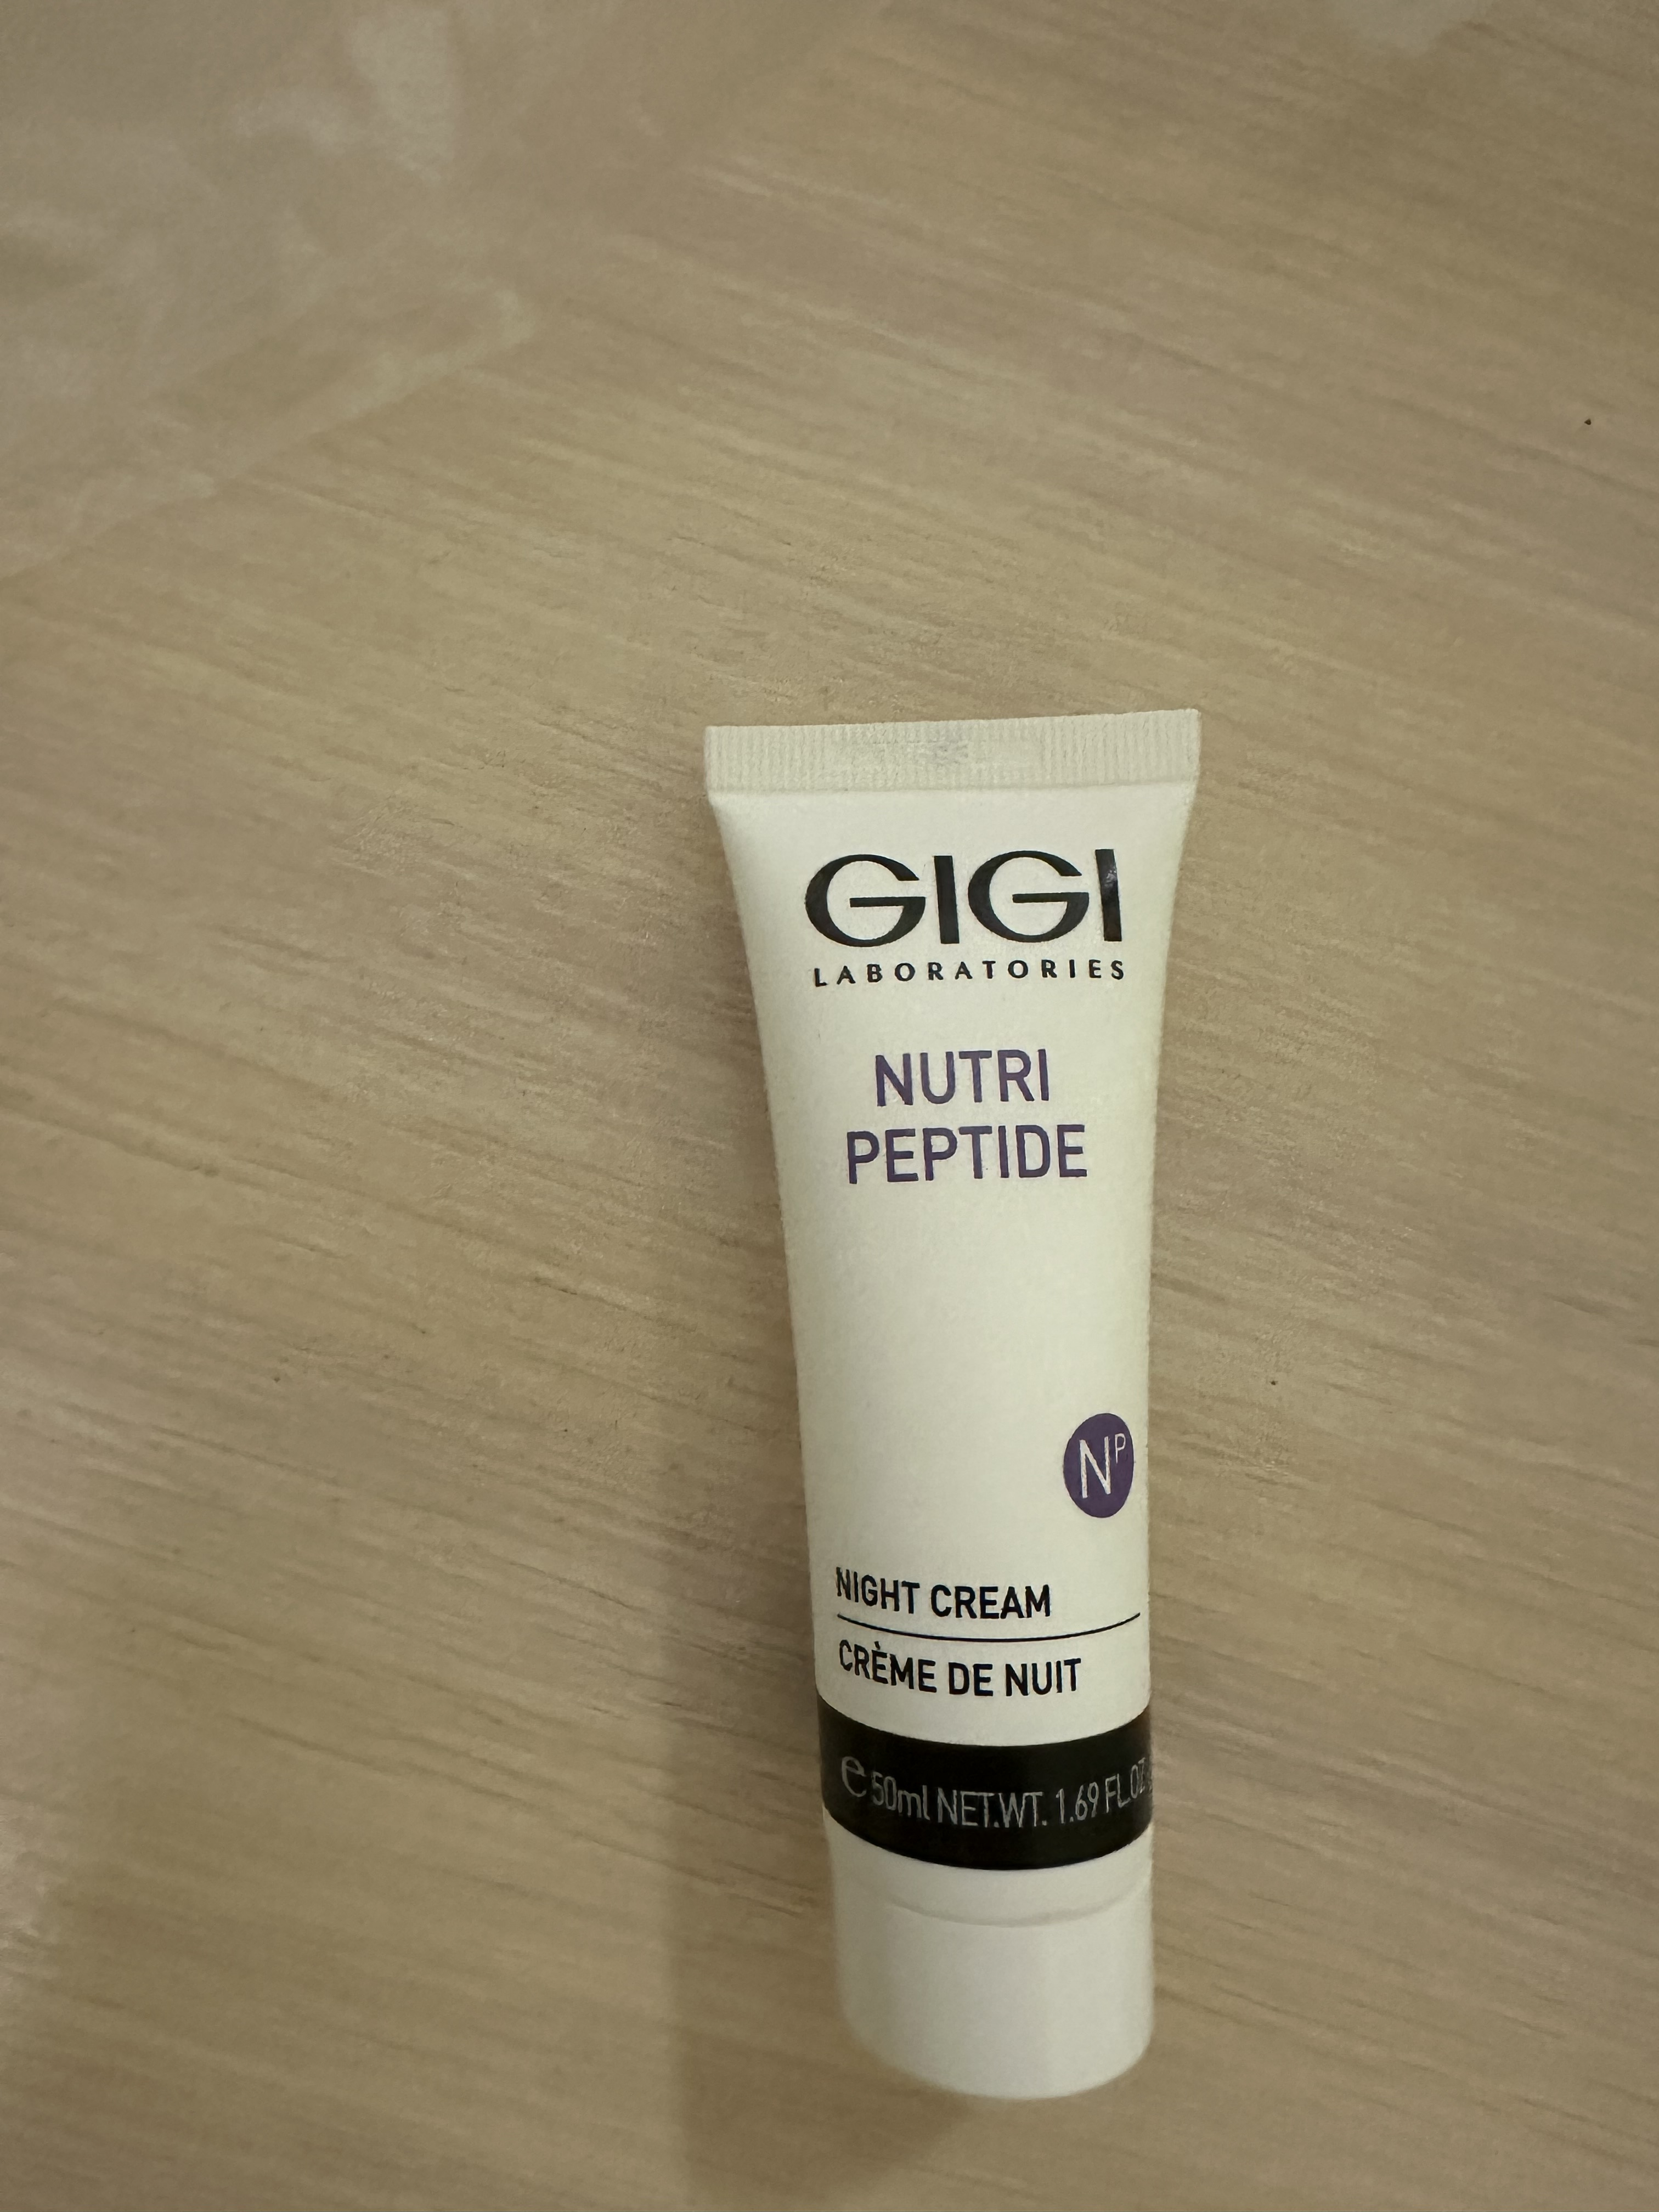 GIGI
LABORATORIES
NUTRI
PEPTIDE
NP
NIGHT CREAM
CRÈME DE NUIT
e 50ml NET.WT. 1.69 FL.OZ